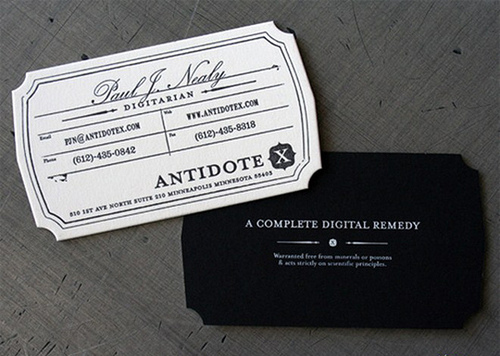 Paul J. Nealy
DIGITARIAN
Email PJN@ANTIDOTEX.COM Web WWW.ANTIDOTEX.COM
Phone (612)-435-0842 Fax (612)-435-8318
ANTIDOTE X
510 1ST AVE NORTH SUITE 210 MINNEAPOLIS MINNESOTA 55403
A COMPLETE DIGITAL REMEDY
X
Warranted free from minerals or poisons
& acts strictly on scientific principles.